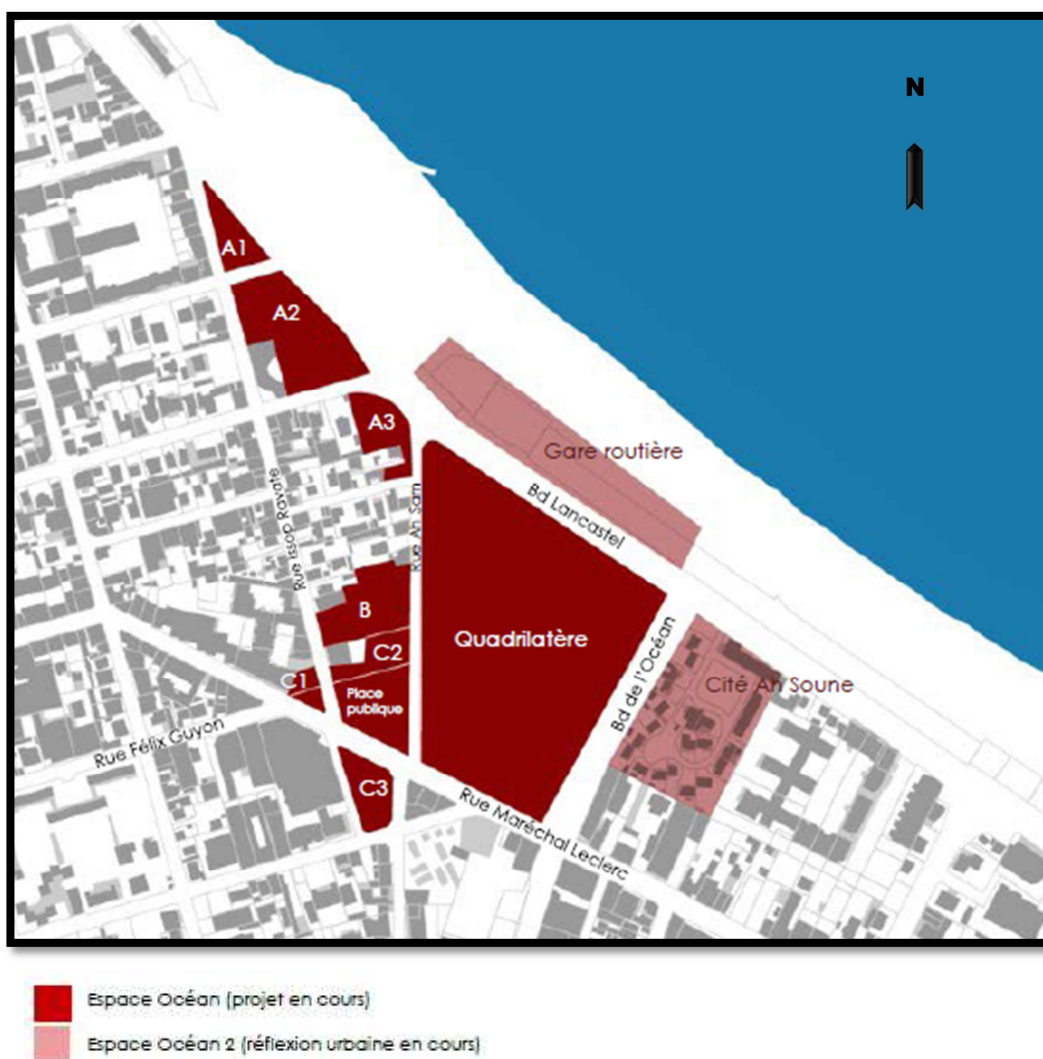 N
A1
A2
A3
Gare routière
Bd Lancastel
Rue Issop Ravate
Rue Ah Sam
B
Quadrilatère
C2
C1
Place
publique
Bd de l'Océan
Cité Ah Soune
Rue Félix Guyon
C3
Rue Maréchal Leclerc
Espace Océan (projet en cours)
Espace Océan 2 (réflexion urbaine en cours)